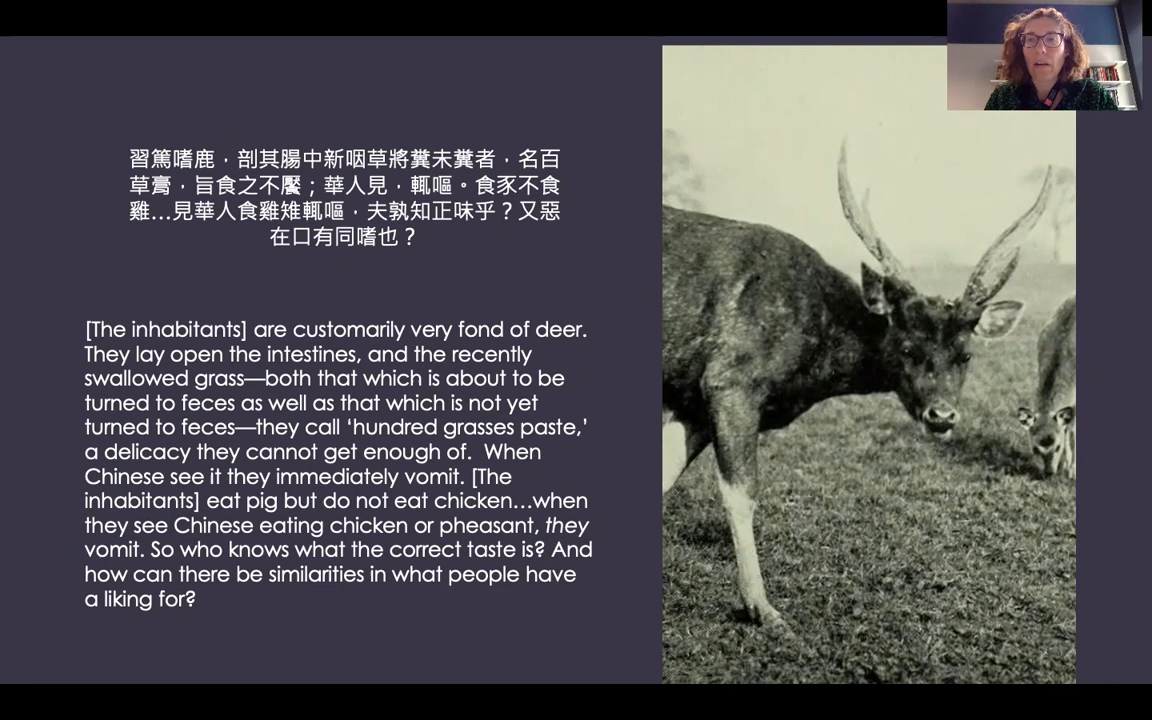 習篤嗜鹿，剖其腸中新咽草將糞未糞者，名百
草膏，旨食之不饜；華人見，輒嘔。食豕不食
雞…見華人食雞雉輒嘔，夫孰知正味乎？又惡
在口有同嗜也？
[The inhabitants] are customarily very fond of deer.
They lay open the intestines, and the recently
swallowed grass—both that which is about to be
turned to feces as well as that which is not yet
turned to feces—they call ‘hundred grasses paste,’
a delicacy they cannot get enough of.  When
Chinese see it they immediately vomit. [The
inhabitants] eat pig but do not eat chicken…when
they see Chinese eating chicken or pheasant, they
vomit. So who knows what the correct taste is? And
how can there be similarities in what people have
a liking for?